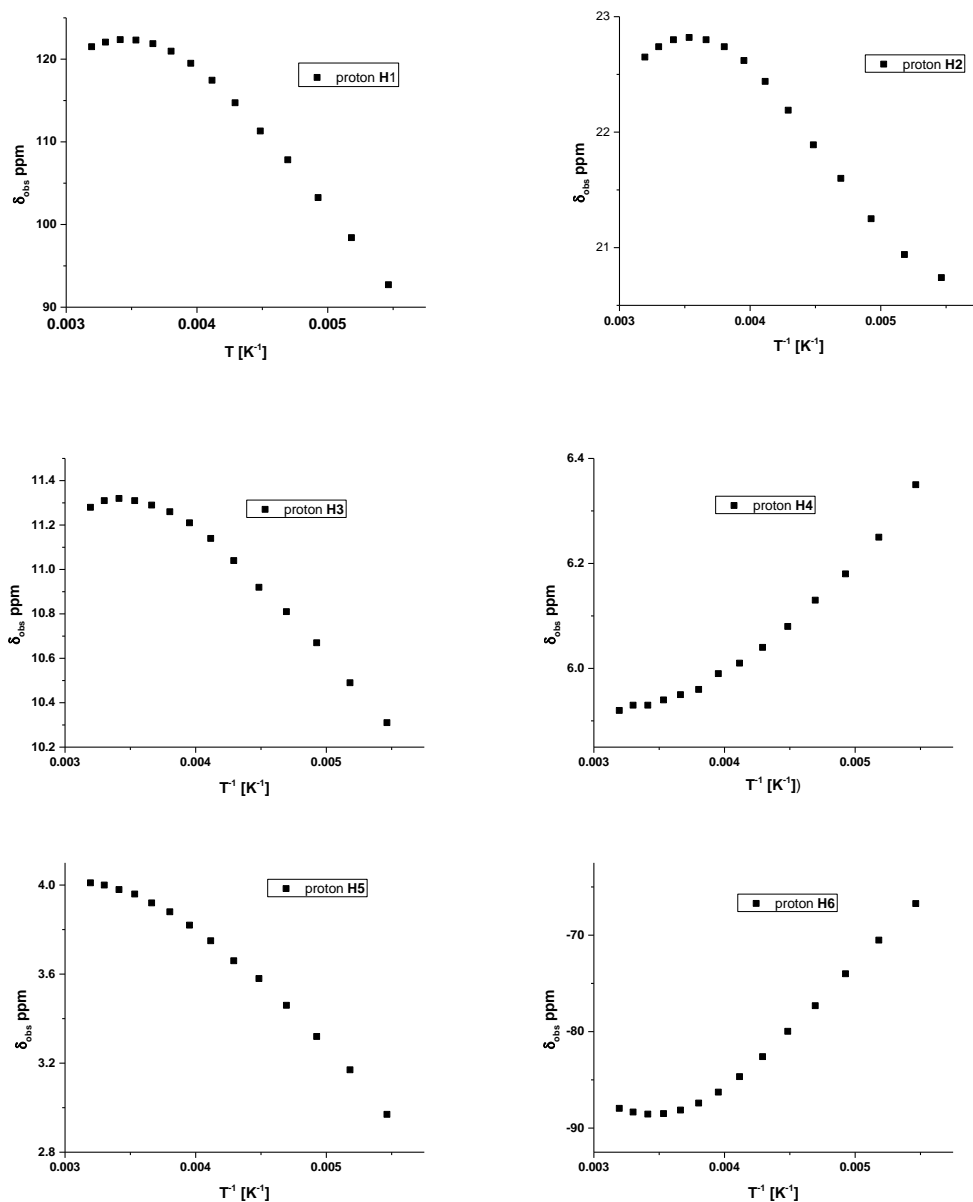 120
110
100
90
0.003
0.004
0.005
δobs ppm
T [K-1]
proton H1
23
22
21
0.003
0.004
0.005
δobs ppm
T-1 [K-1]
proton H2
11.4
11.2
11.0
10.8
10.6
10.4
10.2
0.003
0.004
0.005
δobs ppm
T-1 [K-1]
proton H3
6.4
6.2
6.0
0.003
0.004
0.005
δobs ppm
T-1 [K-1])
proton H4
4.0
3.6
3.2
2.8
0.003
0.004
0.005
δobs ppm
T-1 [K-1]
proton H5
-70
-80
-90
0.003
0.004
0.005
δobs ppm
T-1 [K-1]
proton H6